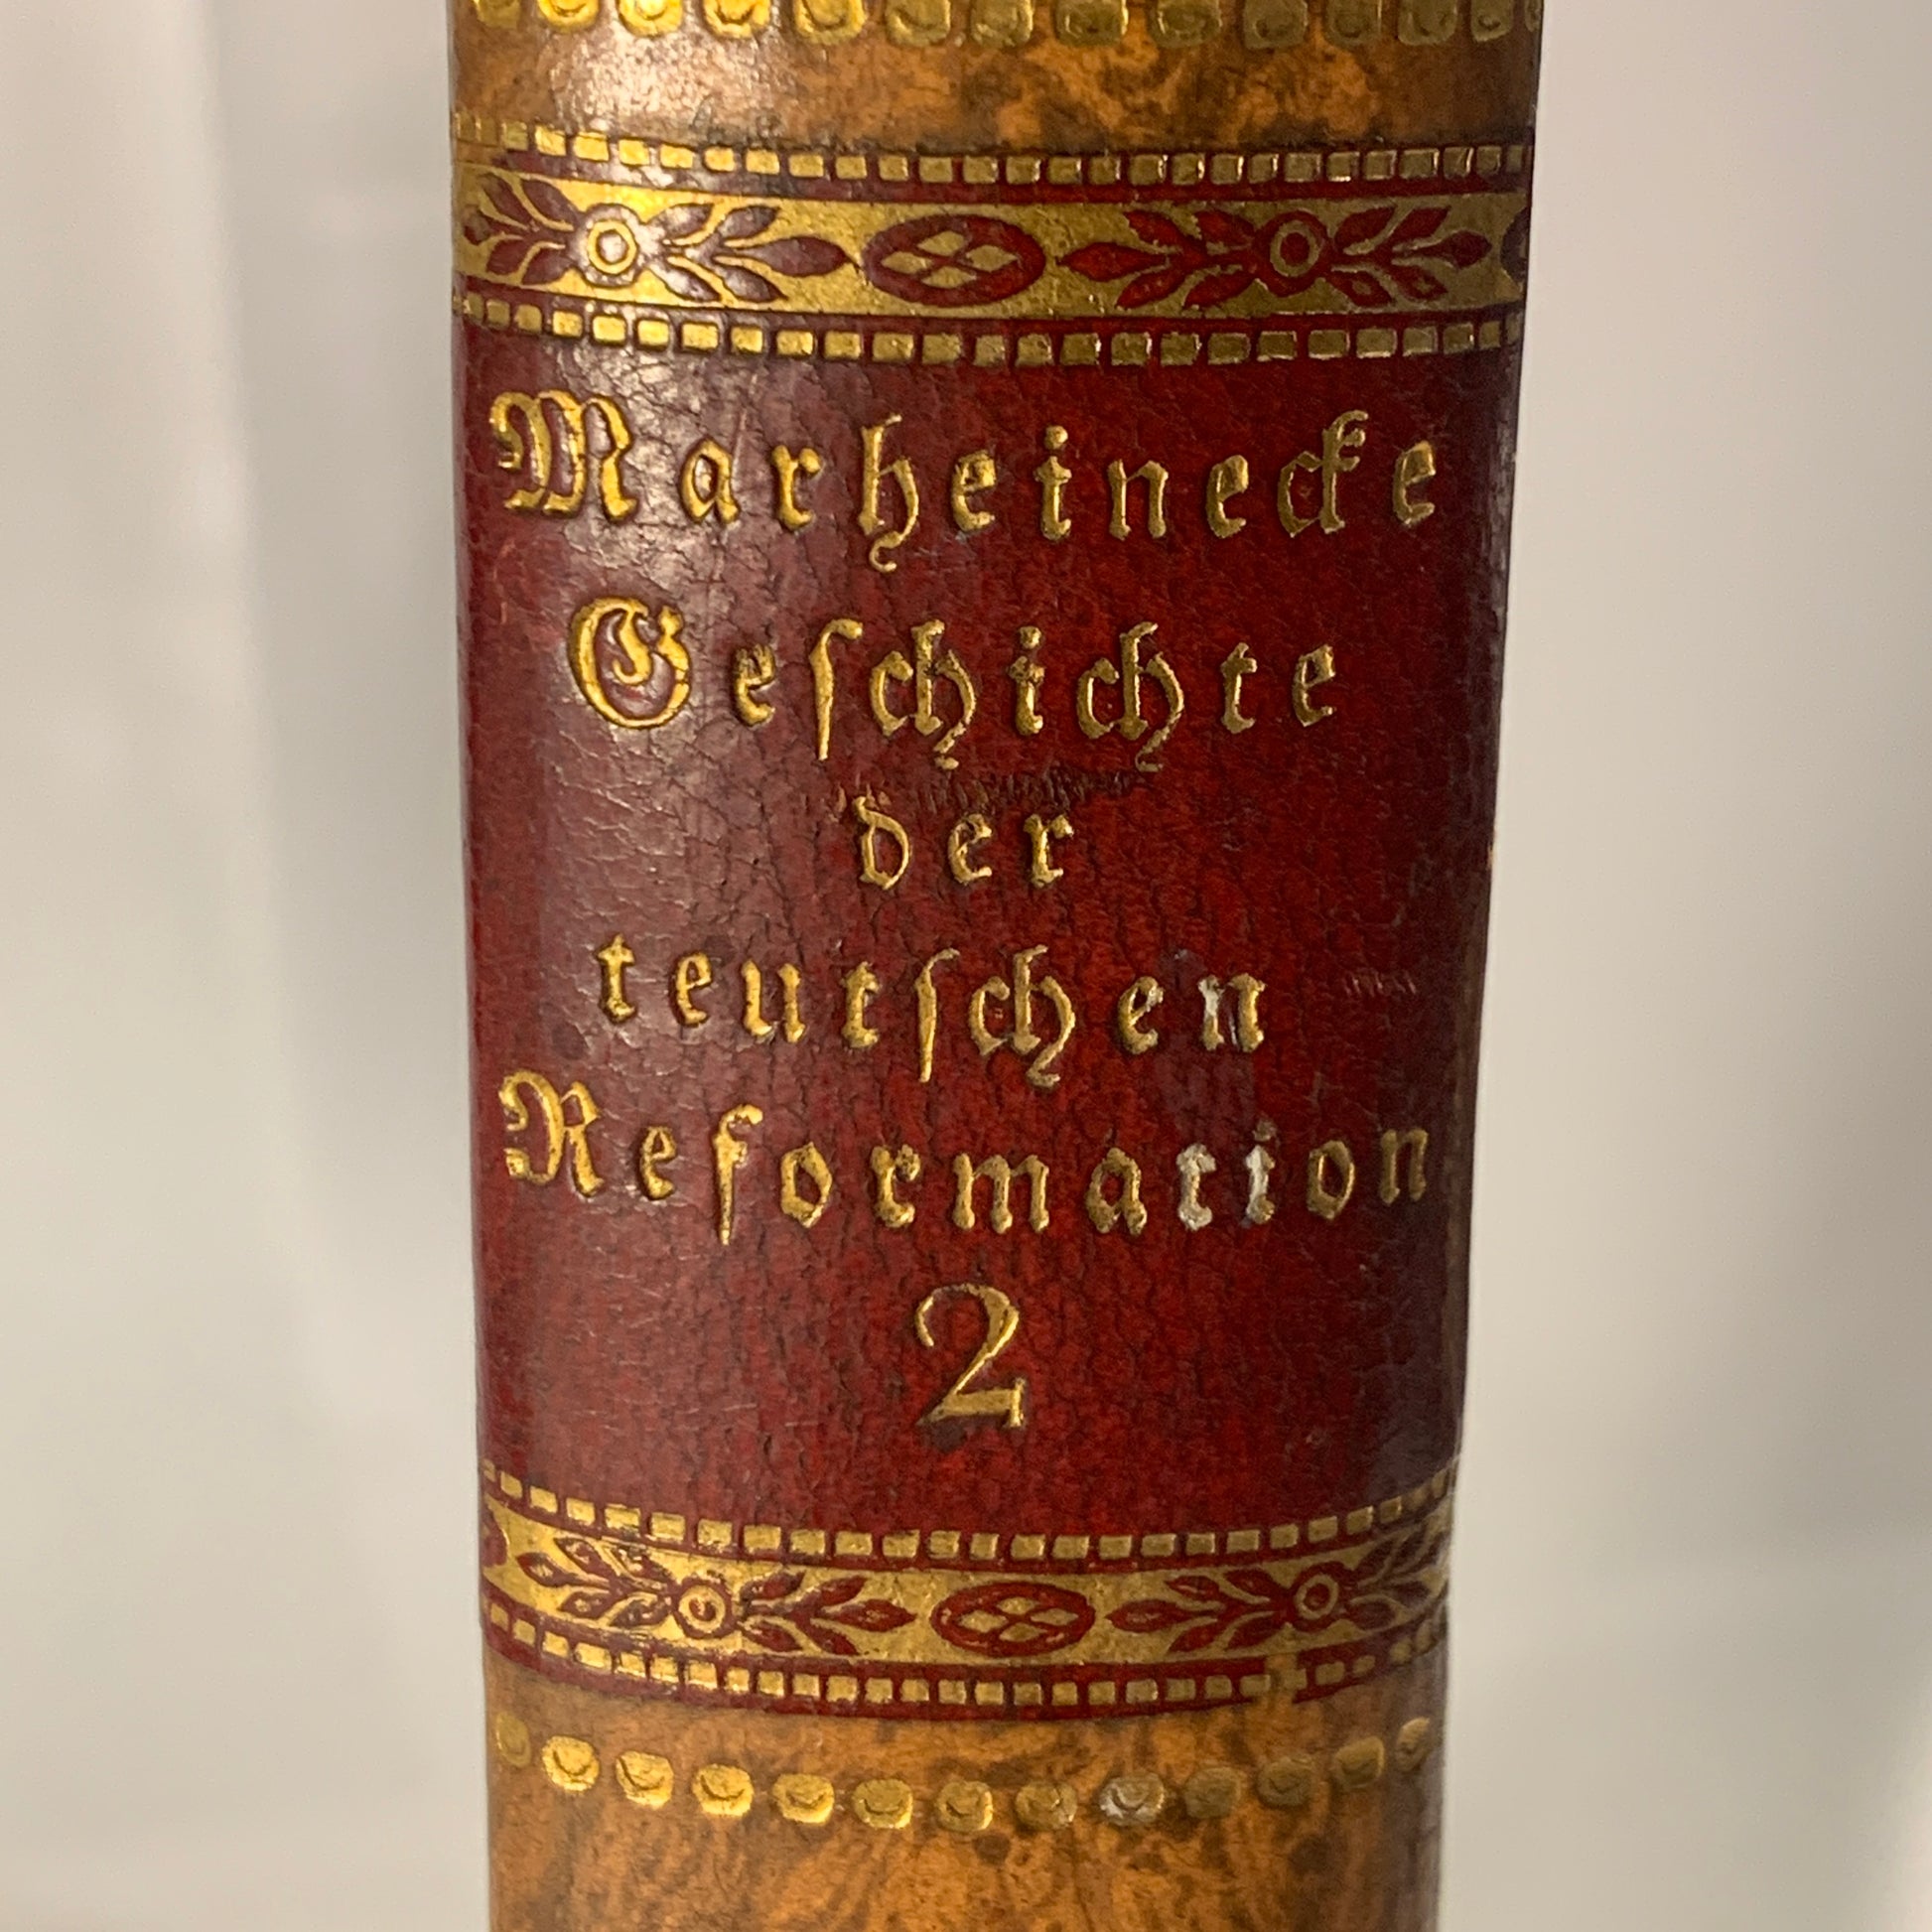 Marheinecke
Geſchichte
der
teutſchen
Reformation
2